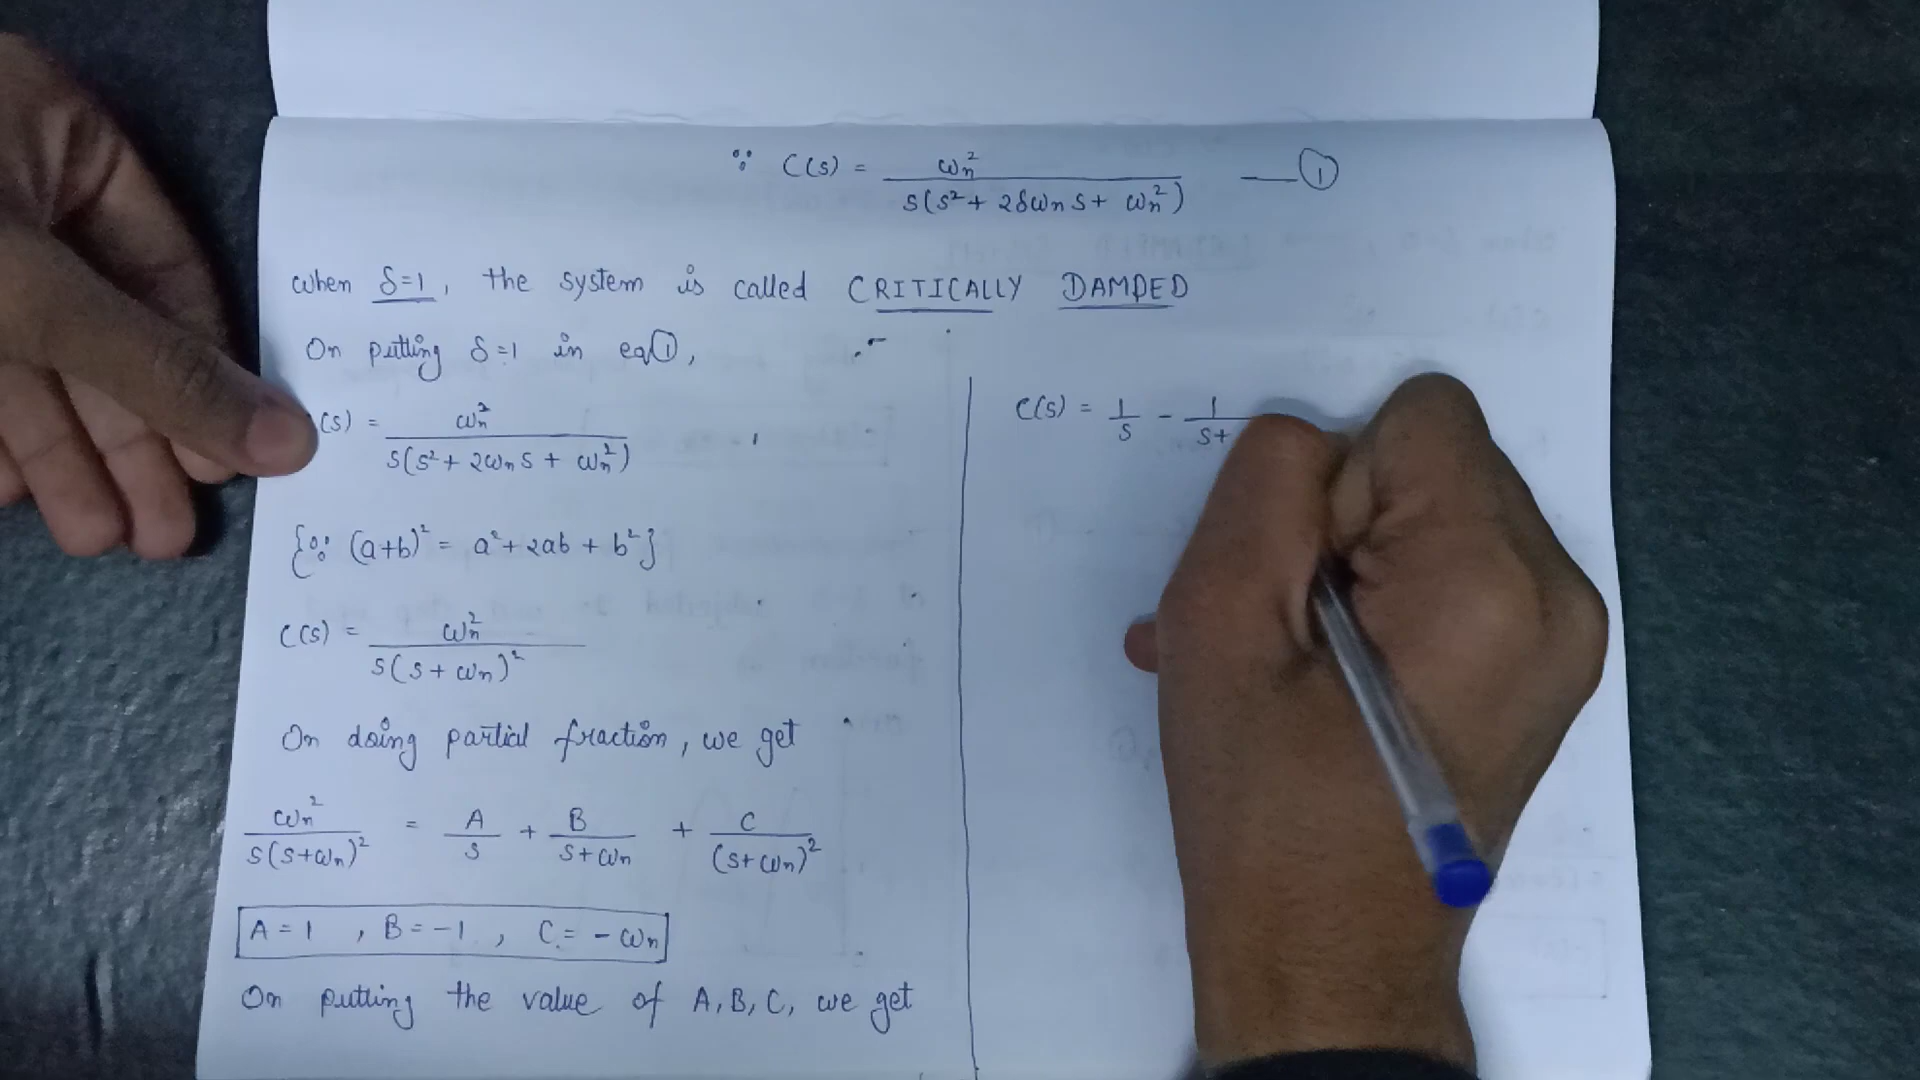 ∵ C(s) = ωn² / s(s² + 2δωn s + ωn²) —①
when δ=1, the system is called CRITICALLY DAMPED
On putting δ=1 in eq①,
(s) = ωn² / s(s² + 2ωn s + ωn²)
{∵ (a+b)² = a² + 2ab + b²}
C(s) = ωn² / s(s + ωn)²
On doing partial fraction, we get
ωn² / s(s+ωn)² = A/s + B/s+ωn + C/(s+ωn)²
A = 1 , B = -1 , C = - ωn
On putting the value of A, B, C, we get
C(s) = 1/s - 1/s+